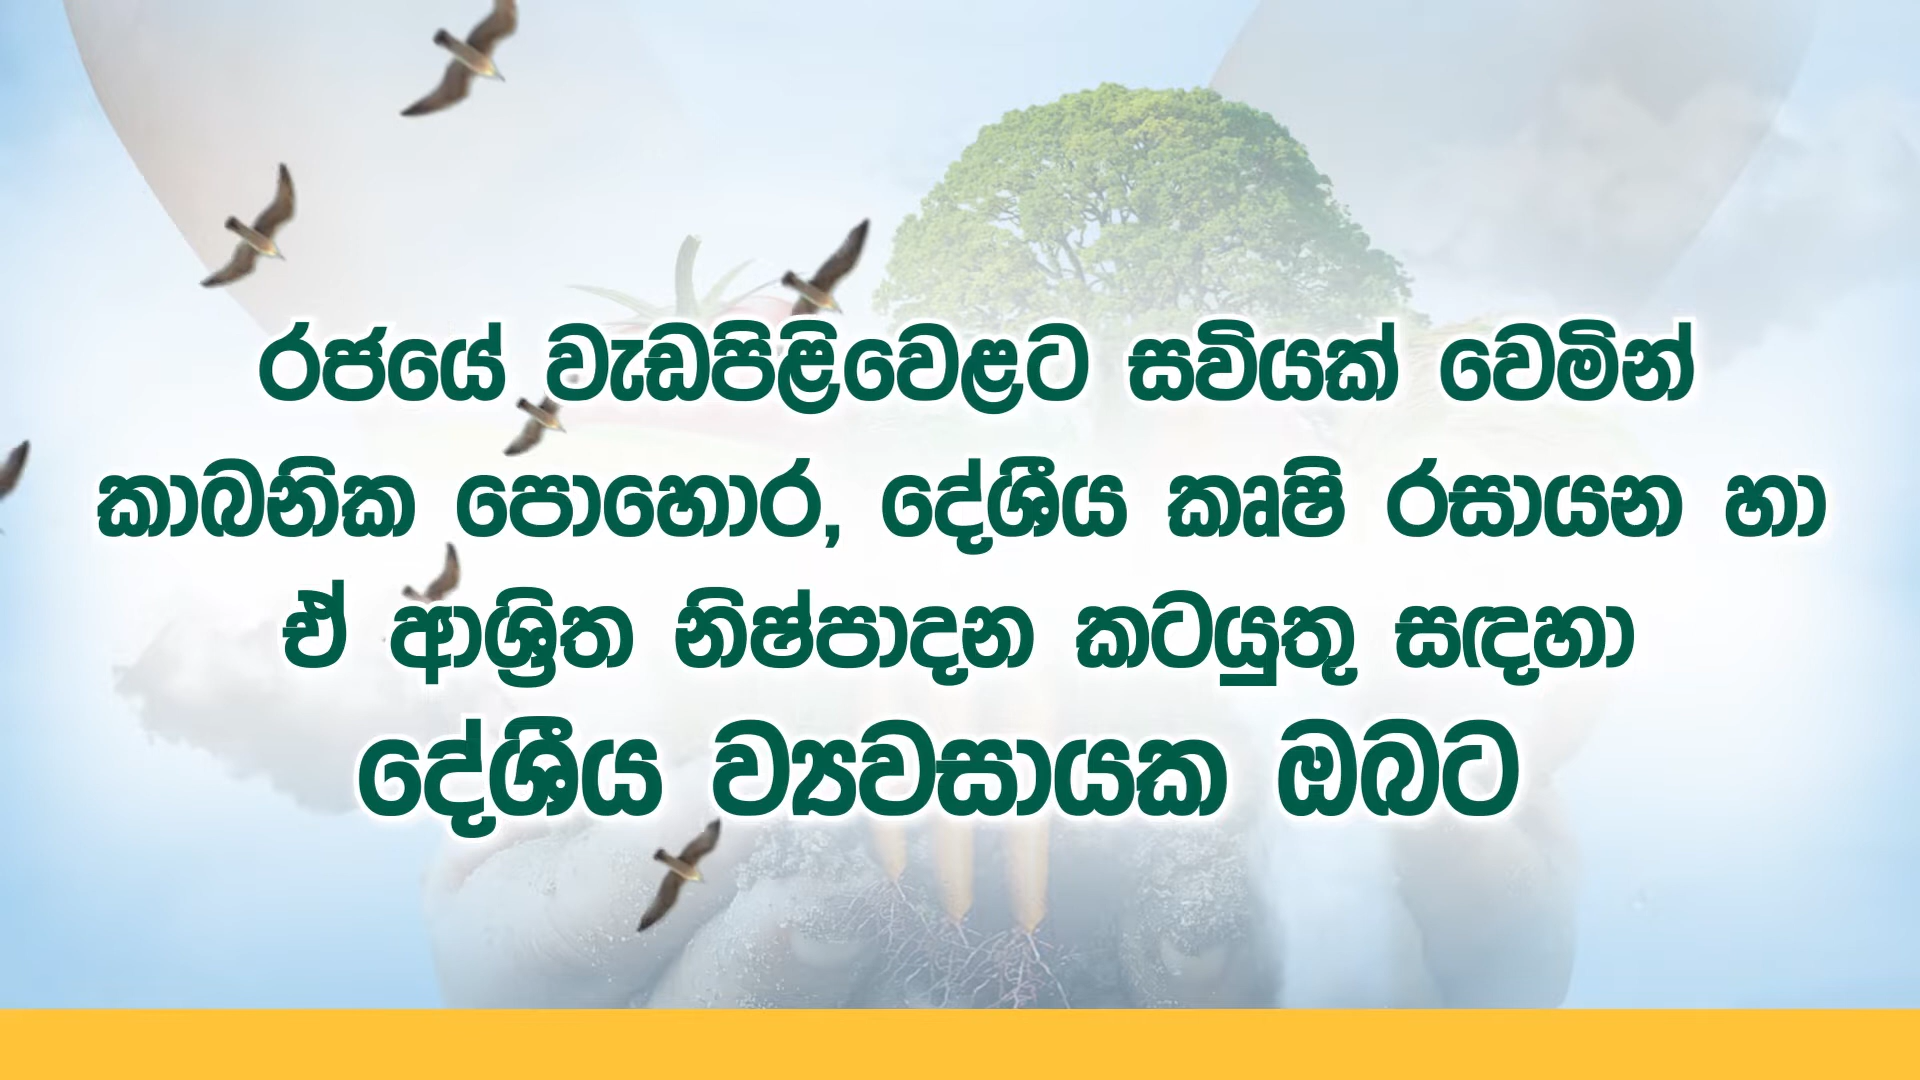 රජයේ වැඩපිළිවෙළට සවියක් වෙමින්
කාබනික පොහොර, දේශීය කෘෂි රසායන හා
ඒ ආශ්‍රිත නිෂ්පාදන කටයුතු සඳහා
දේශීය ව්‍යවසායක ඔබට